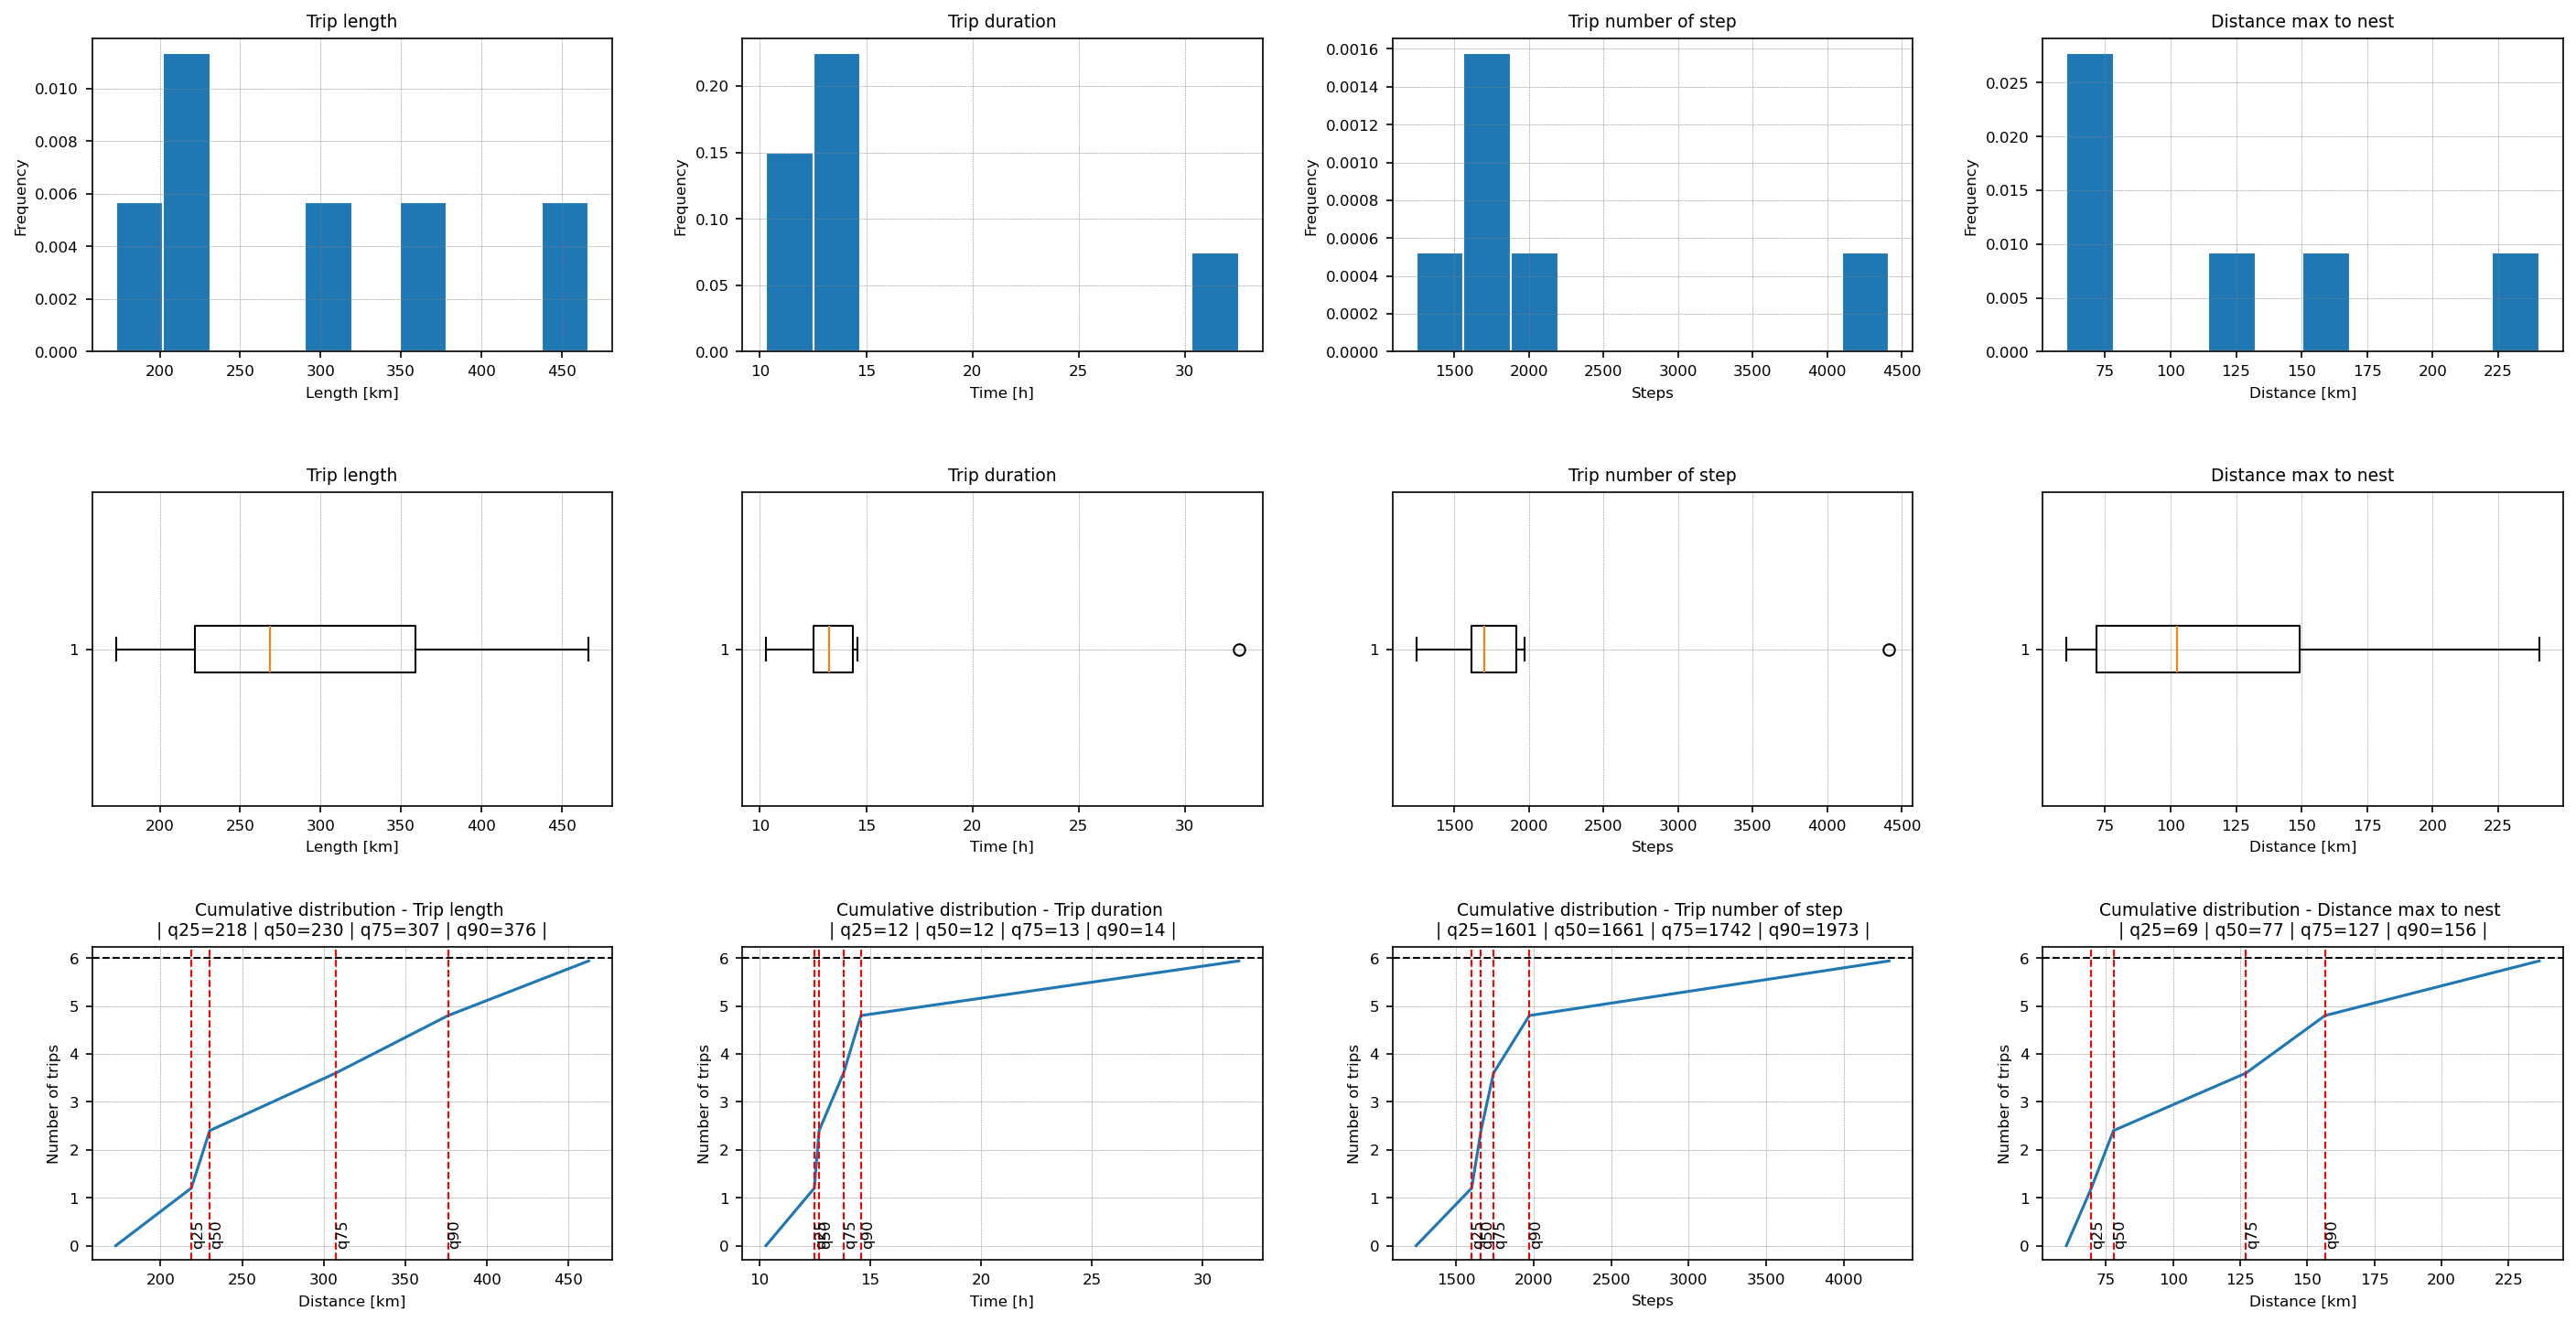 Trip length
Trip duration
Trip number of step
Distance max to nest
Frequency
0.010
0.008
0.006
0.004
0.002
0.000
200 250 300 350 400 450
Length [km]
Frequency
0.20
0.15
0.10
0.05
0.00
10 15 20 25 30
Time [h]
Frequency
0.0016
0.0014
0.0012
0.0010
0.0008
0.0006
0.0004
0.0002
0.0000
1500 2000 2500 3000 3500 4000 4500
Steps
Frequency
0.025
0.020
0.015
0.010
0.005
0.000
75 100 125 150 175 200 225
Distance [km]
Trip length
1
200 250 300 350 400 450
Length [km]
Trip duration
1
10 15 20 25 30
Time [h]
Trip number of step
1
1500 2000 2500 3000 3500 4000 4500
Steps
Distance max to nest
1
75 100 125 150 175 200 225
Distance [km]
Cumulative distribution - Trip length
| q25=218 | q50=230 | q75=307 | q90=376 |
Number of trips
6
5
4
3
2
1
0
q25
q50
q75
q90
200 250 300 350 400 450
Distance [km]
Cumulative distribution - Trip duration
| q25=12 | q50=12 | q75=13 | q90=14 |
Number of trips
6
5
4
3
2
1
0
q25
q50
q75
q90
10 15 20 25 30
Time [h]
Cumulative distribution - Trip number of step
| q25=1601 | q50=1661 | q75=1742 | q90=1973 |
Number of trips
6
5
4
3
2
1
0
q25
q50
q75
q90
1500 2000 2500 3000 3500 4000
Steps
Cumulative distribution - Distance max to nest
| q25=69 | q50=77 | q75=127 | q90=156 |
Number of trips
6
5
4
3
2
1
0
q25
q50
q75
q90
75 100 125 150 175 200 225
Distance [km]